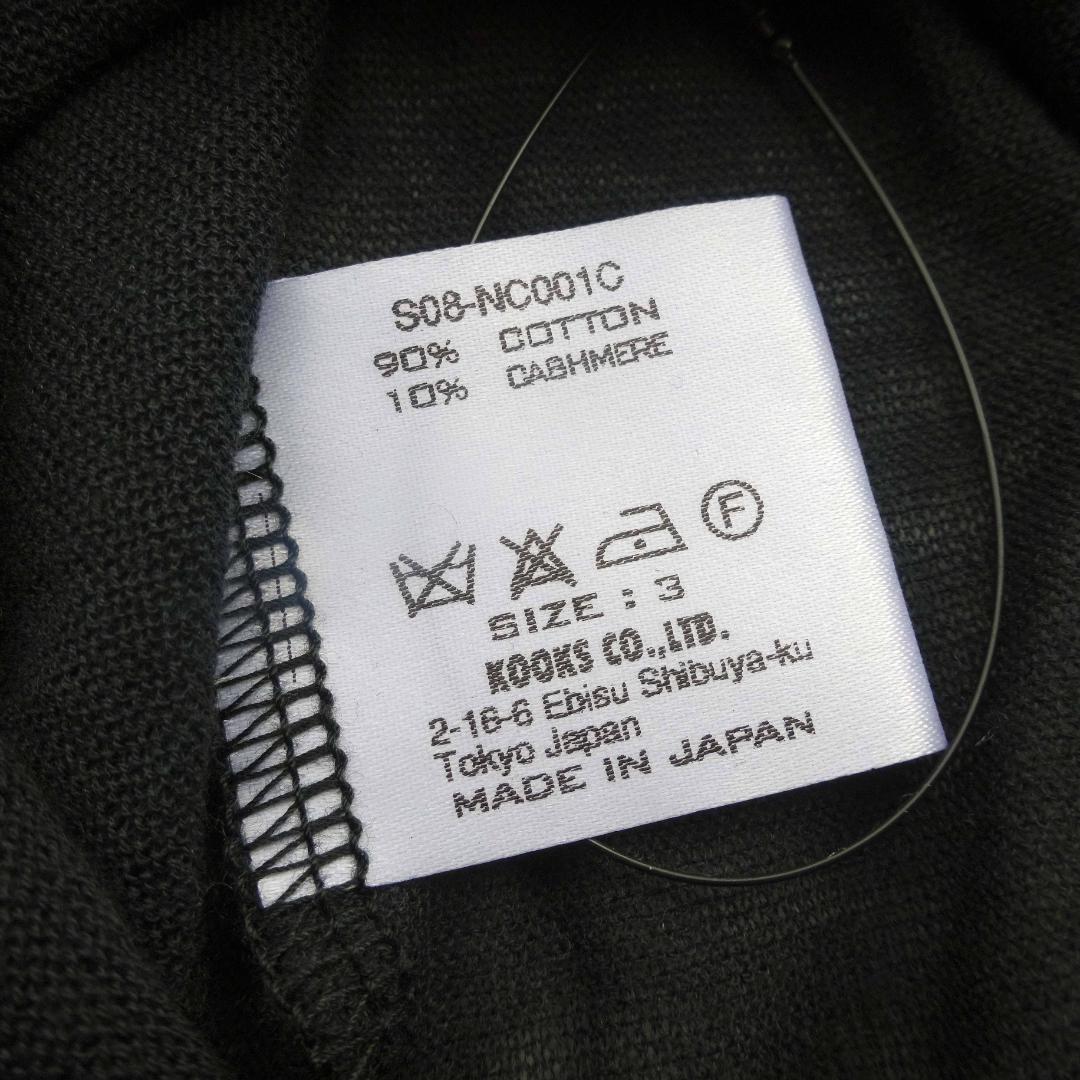 S08-NC001C
90% COTTON
10% CASHMERE
F
SIZE : 3
KOOKS CO.,LTD.
2-16-6 Ebisu Shibuya-ku
Tokyo Japan
MADE IN JAPAN